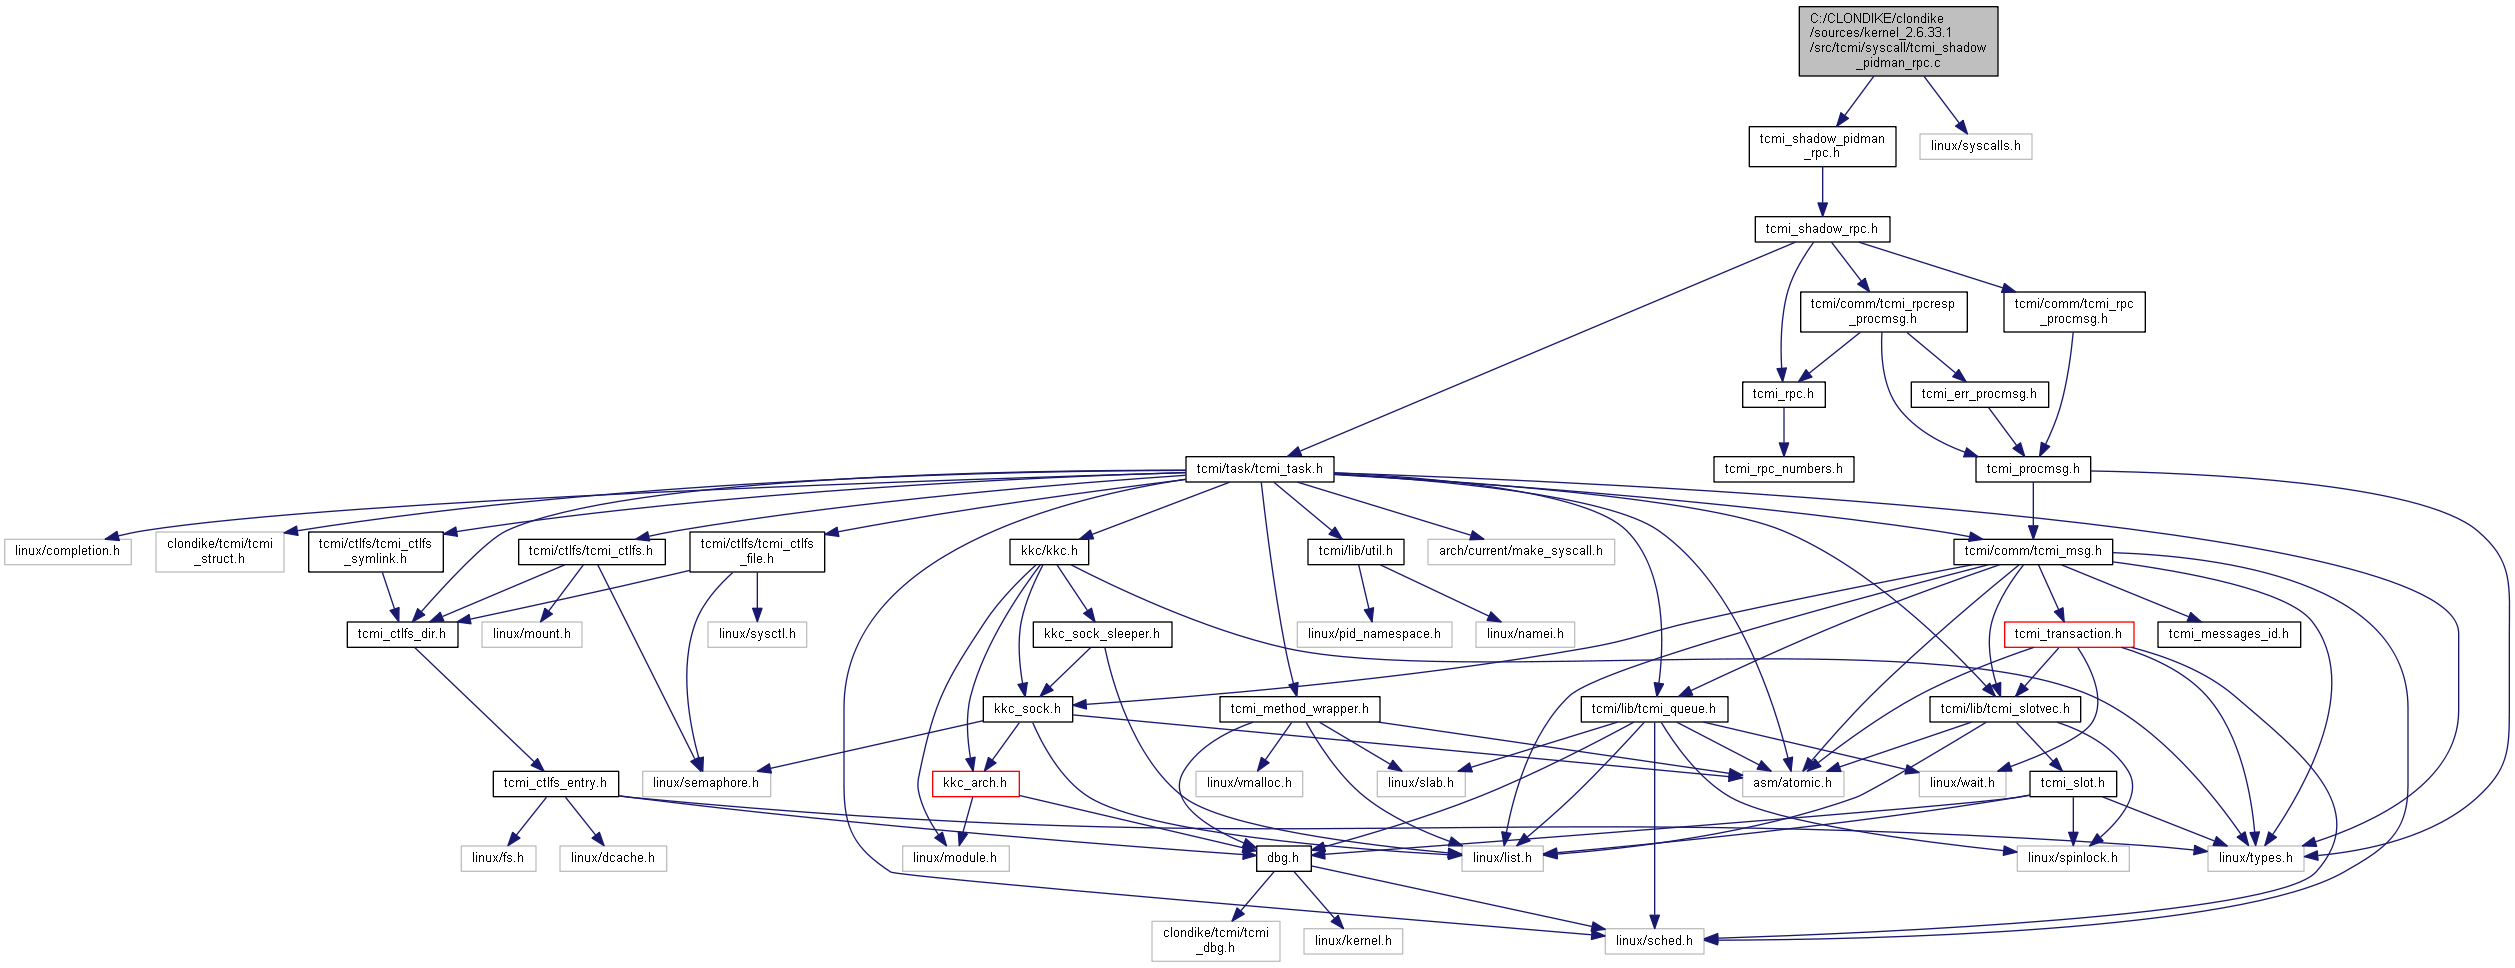 C:/CLONDIKE/clondike
/sources/kernel_2.6.33.1
/src/tcmi/syscall/tcmi_shadow
_pidman_rpc.c
tcmi_shadow_pidman
_rpc.h
linux/syscalls.h
tcmi_shadow_rpc.h
tcmi/comm/tcmi_rpcresp
_procmsg.h
tcmi/comm/tcmi_rpc
_procmsg.h
tcmi_rpc.h
tcmi_err_procmsg.h
tcmi/task/tcmi_task.h
tcmi_rpc_numbers.h
tcmi_procmsg.h
linux/completion.h
clondike/tcmi/tcmi
_struct.h
tcmi/ctlfs/tcmi_ctlfs
_symlink.h
tcmi/ctlfs/tcmi_ctlfs.h
tcmi/ctlfs/tcmi_ctlfs
_file.h
kkc/kkc.h
tcmi/lib/util.h
arch/current/make_syscall.h
tcmi/comm/tcmi_msg.h
tcmi_ctlfs_dir.h
linux/mount.h
linux/sysctl.h
kkc_sock_sleeper.h
linux/pid_namespace.h
linux/namei.h
tcmi_transaction.h
tcmi_messages_id.h
kkc_sock.h
tcmi_method_wrapper.h
tcmi/lib/tcmi_queue.h
tcmi/lib/tcmi_slotvec.h
tcmi_ctlfs_entry.h
linux/semaphore.h
kkc_arch.h
linux/vmalloc.h
linux/slab.h
asm/atomic.h
linux/wait.h
tcmi_slot.h
linux/fs.h
linux/dcache.h
linux/module.h
dbg.h
linux/list.h
linux/spinlock.h
linux/types.h
clondike/tcmi/tcmi
_dbg.h
linux/kernel.h
linux/sched.h